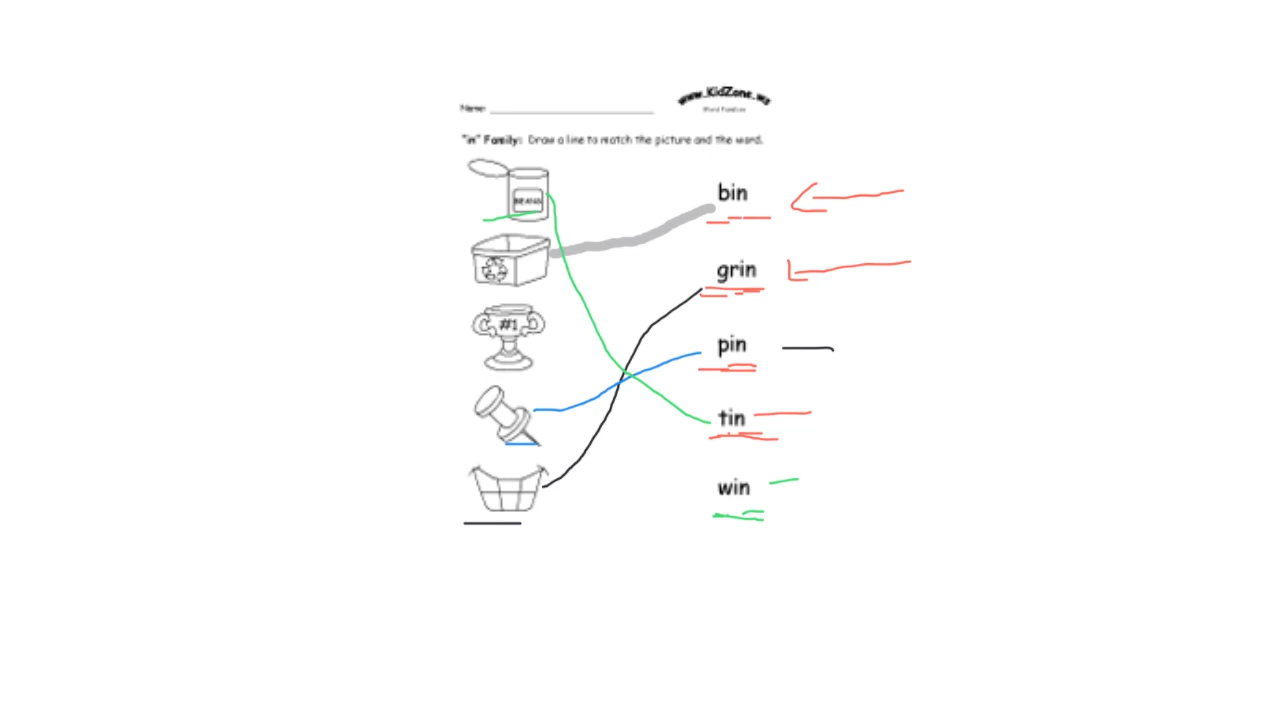 www.KidZone.ws
Name:
Word Families
"in" Family: Draw a line to match the picture and the word.
BEANS
bin
grin
#1
pin
tin
win